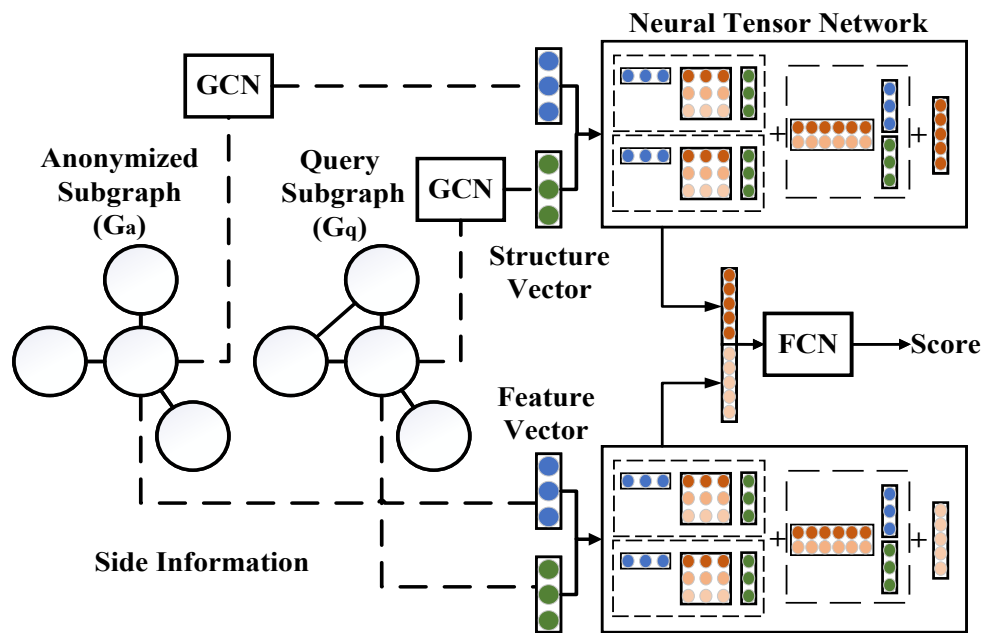 Neural Tensor Network
GCN
Anonymized
Subgraph
(Ga)
Query
Subgraph
(Gq)
GCN
Structure
Vector
FCN
Score
Feature
Vector
Side Information
+
+
+
+